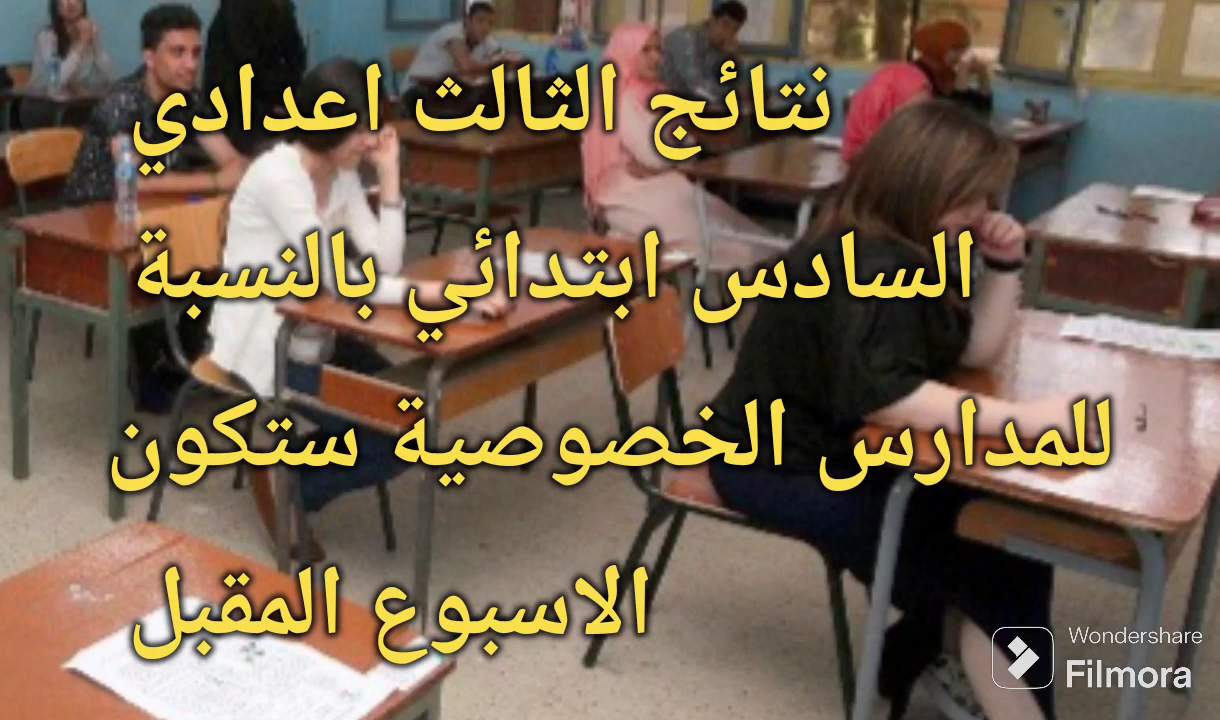 نتائج الثالث اعدادي
السادس ابتدائي بالنسبة
للمدارس الخصوصية ستكون
الاسبوع المقبل
Wondershare
Filmora